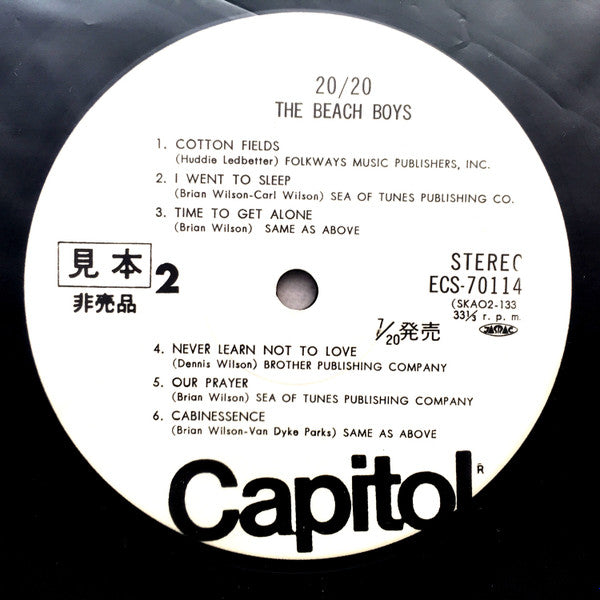 20/20
THE BEACH BOYS
1. COTTON FIELDS
(Huddie Ledbetter) FOLKWAYS MUSIC PUBLISHERS, INC.
2. I WENT TO SLEEP
(Brian Wilson-Carl Wilson) SEA OF TUNES PUBLISHING CO.
3. TIME TO GET ALONE
(Brian Wilson) SAME AS ABOVE
見本 2
非売品
STEREO
ECS-70114
(SKAO2-133
33⅓ r. p. m.
JASRAC
7/20発売
4. NEVER LEARN NOT TO LOVE
(Dennis Wilson) BROTHER PUBLISHING COMPANY
5. OUR PRAYER
(Brian Wilson) SEA OF TUNES PUBLISHING COMPANY
6. CABINESSENCE
(Brian Wilson-Van Dyke Parks) SAME AS ABOVE
Capitol ®